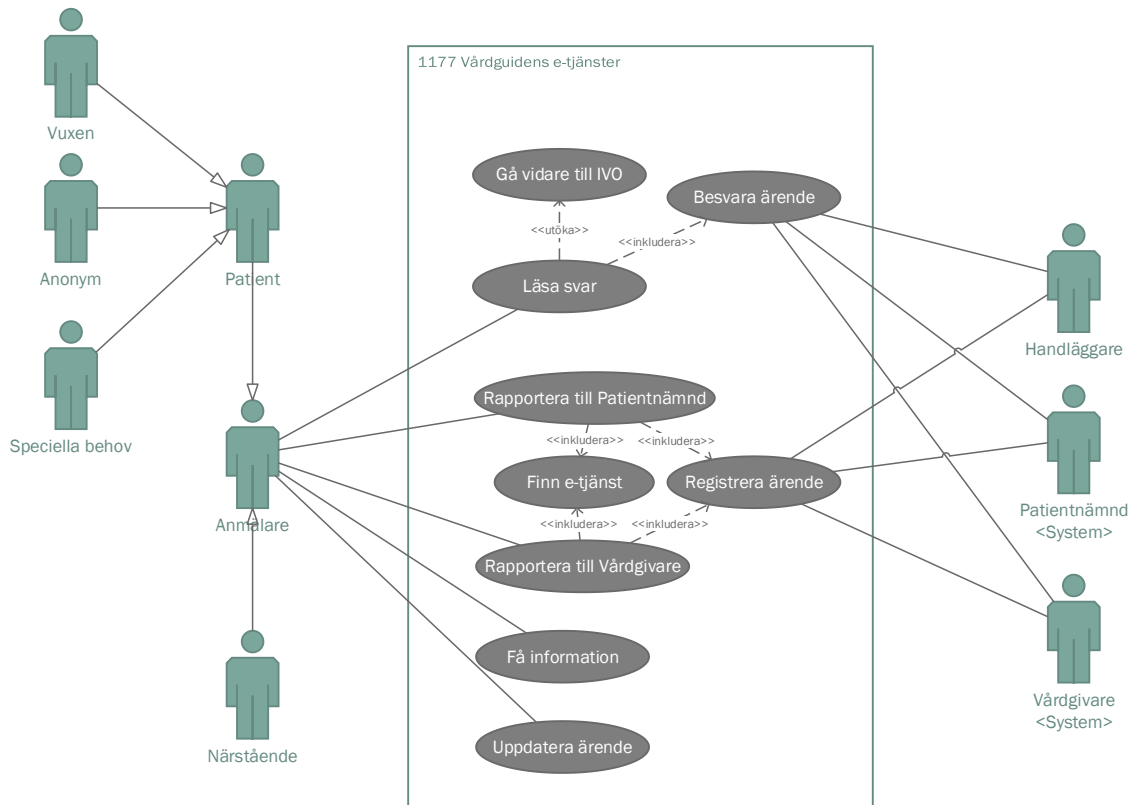 1177 Vårdguidens e-tjänster
Vuxen
Anonym
Speciella behov
Patient
Anmälare
Närstående
Gå vidare till IVO
Besvara ärende
<<utöka>>
<<inkludera>>
Läsa svar
Rapportera till Patientnämnd
<<inkludera>>
<<inkludera>>
Finn e-tjänst
Registrera ärende
<<inkludera>>
<<inkludera>>
Rapportera till Vårdgivare
Få information
Uppdatera ärende
Handläggare
Patientnämnd
<System>
Vårdgivare
<System>